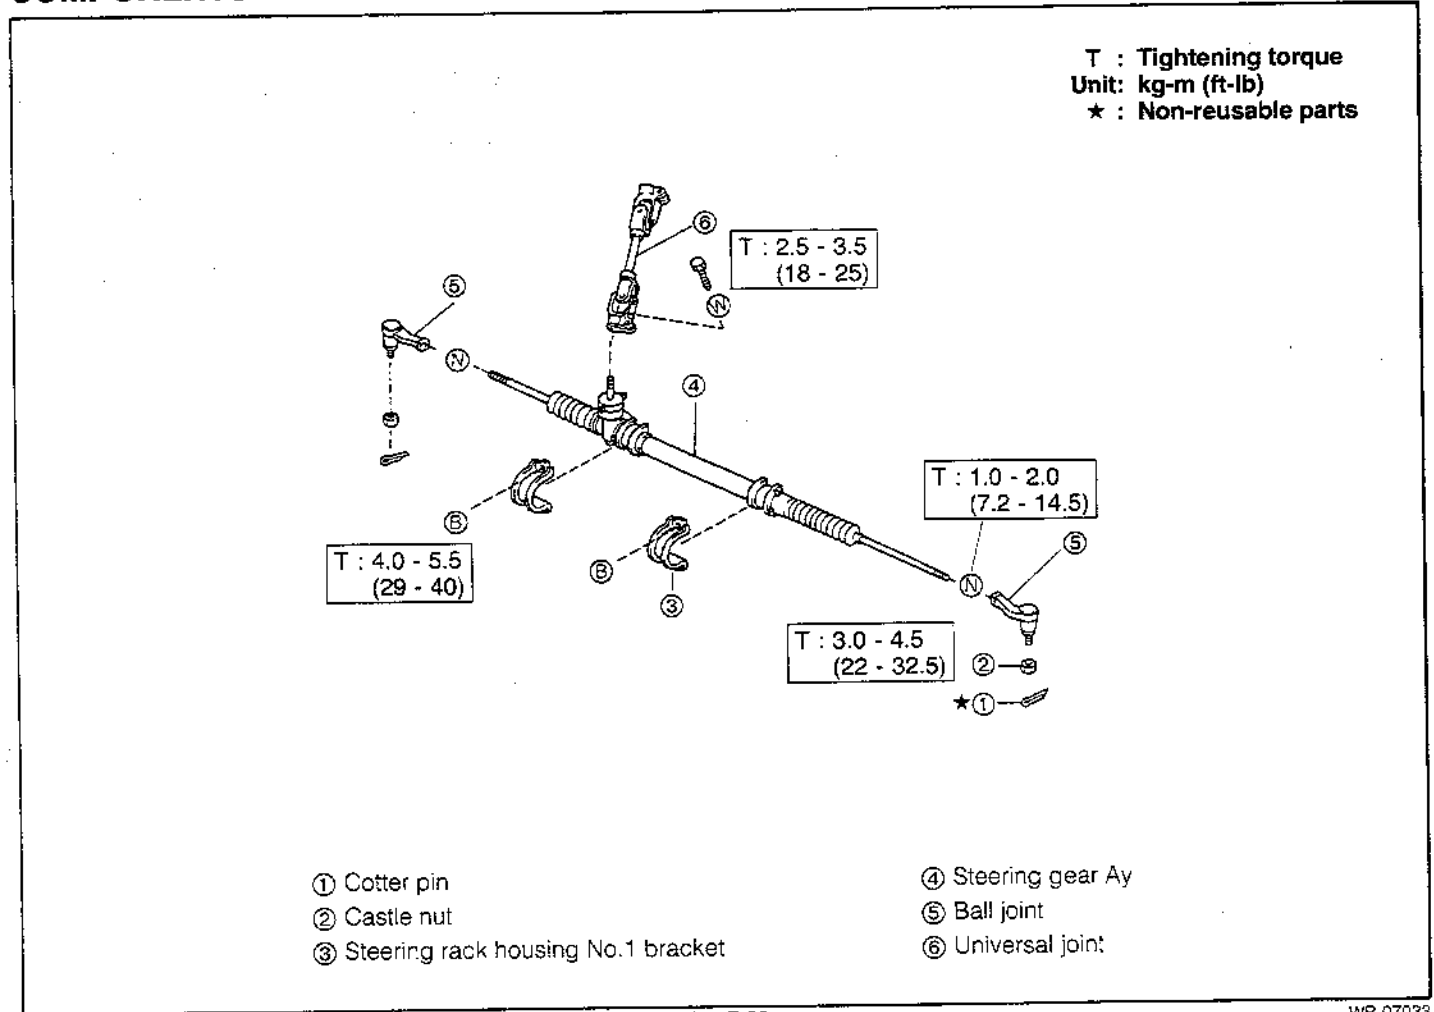 T : Tightening torque
Unit: kg-m (ft-lb)
★ : Non-reusable parts
⑥
T : 2.5 - 3.5
(18 - 25)
W
⑤
N
④
T : 1.0 - 2.0
(7.2 - 14.5)
B
T : 4.0 - 5.5
(29 - 40)
B
③
N
⑤
T : 3.0 - 4.5
(22 - 32.5)
②
★①
① Cotter pin
② Castle nut
③ Steering rack housing No.1 bracket
④ Steering gear Ay
⑤ Ball joint
⑥ Universal joint